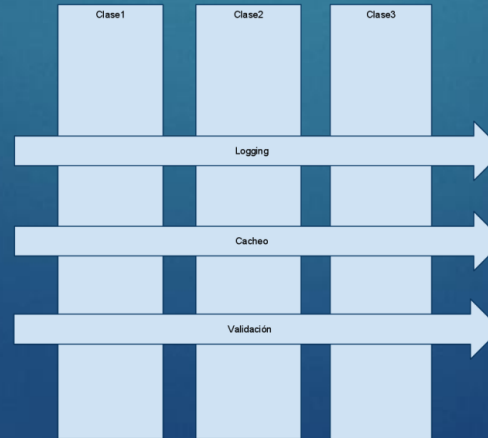 Clase1
Clase2
Clase3
Logging
Cacheo
Validación